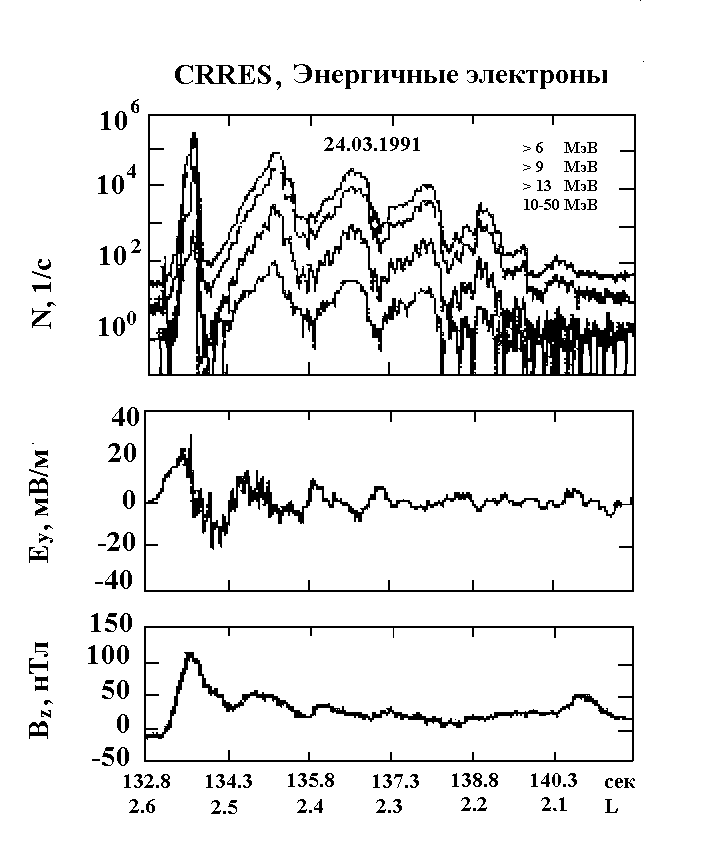 CRRES, Энергичные электроны
N, 1/с
10^6
10^4
10^2
10^0
24.03.1991
> 6 МэВ
> 9 МэВ
> 13 МэВ
10-50 МэВ
Ey, мВ/м
40
20
0
-20
-40
Bz, нТл
150
100
50
0
-50
132.8 134.3 135.8 137.3 138.8 140.3 сек
2.6 2.5 2.4 2.3 2.2 2.1 L